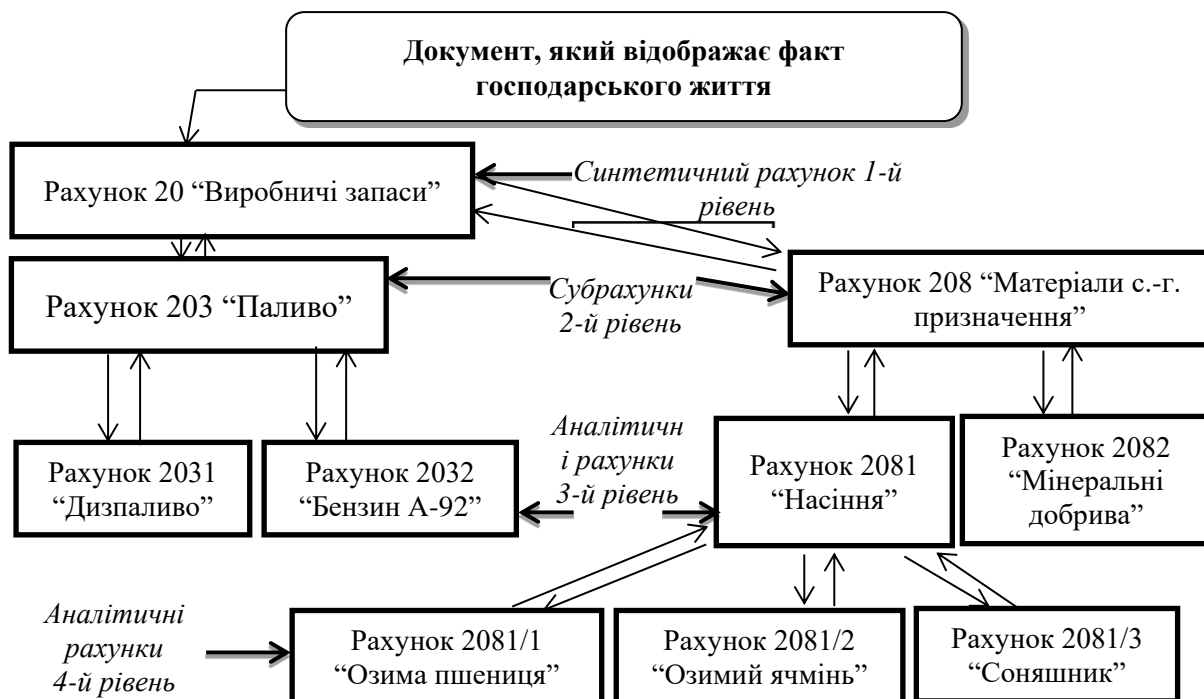 Документ, який відображає факт
господарського життя
Рахунок 20 “Виробничі запаси”
Синтетичний рахунок 1-й
рівень
Рахунок 203 “Паливо”
Субрахунки
2-й рівень
Рахунок 208 “Матеріали с.-г.
призначення”
Рахунок 2031
“Дизпаливо”
Рахунок 2032
“Бензин А-92”
Аналітичн
і рахунки
3-й рівень
Рахунок 2081
“Насіння”
Рахунок 2082
“Мінеральні
добрива”
Аналітичні
рахунки
4-й рівень
Рахунок 2081/1
“Озима пшениця”
Рахунок 2081/2
“Озимий ячмінь”
Рахунок 2081/3
“Соняшник”